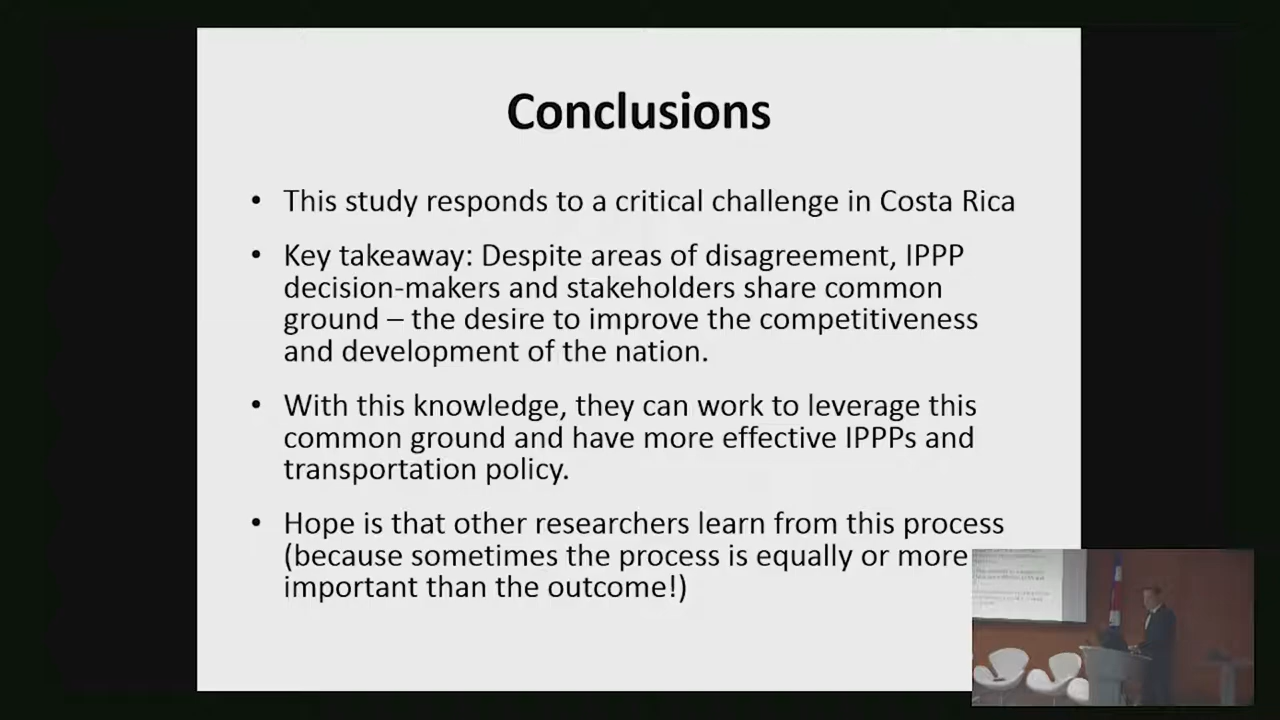 Conclusions
• This study responds to a critical challenge in Costa Rica
• Key takeaway: Despite areas of disagreement, IPPP
decision-makers and stakeholders share common
ground – the desire to improve the competitiveness
and development of the nation.
• With this knowledge, they can work to leverage this
common ground and have more effective IPPPs and
transportation policy.
• Hope is that other researchers learn from this process
(because sometimes the process is equally or more
important than the outcome!)